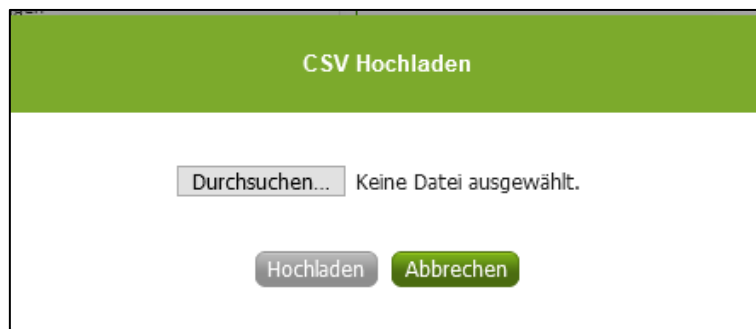 CSV Hochladen
Durchsuchen... Keine Datei ausgewählt.
Hochladen Abbrechen